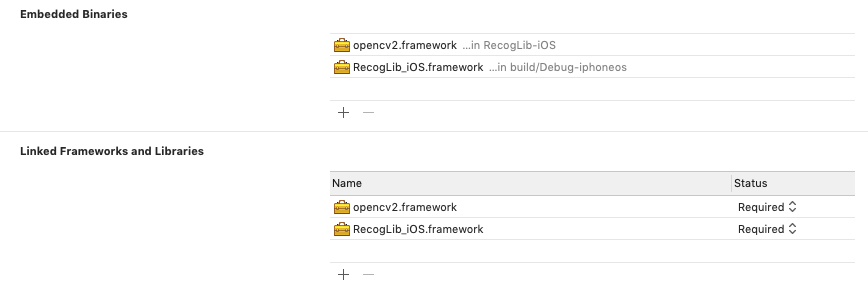 Embedded Binaries
opencv2.framework ...in RecogLib-iOS
RecogLib_iOS.framework ...in build/Debug-iphoneos
Linked Frameworks and Libraries
Name Status
opencv2.framework Required
RecogLib_iOS.framework Required